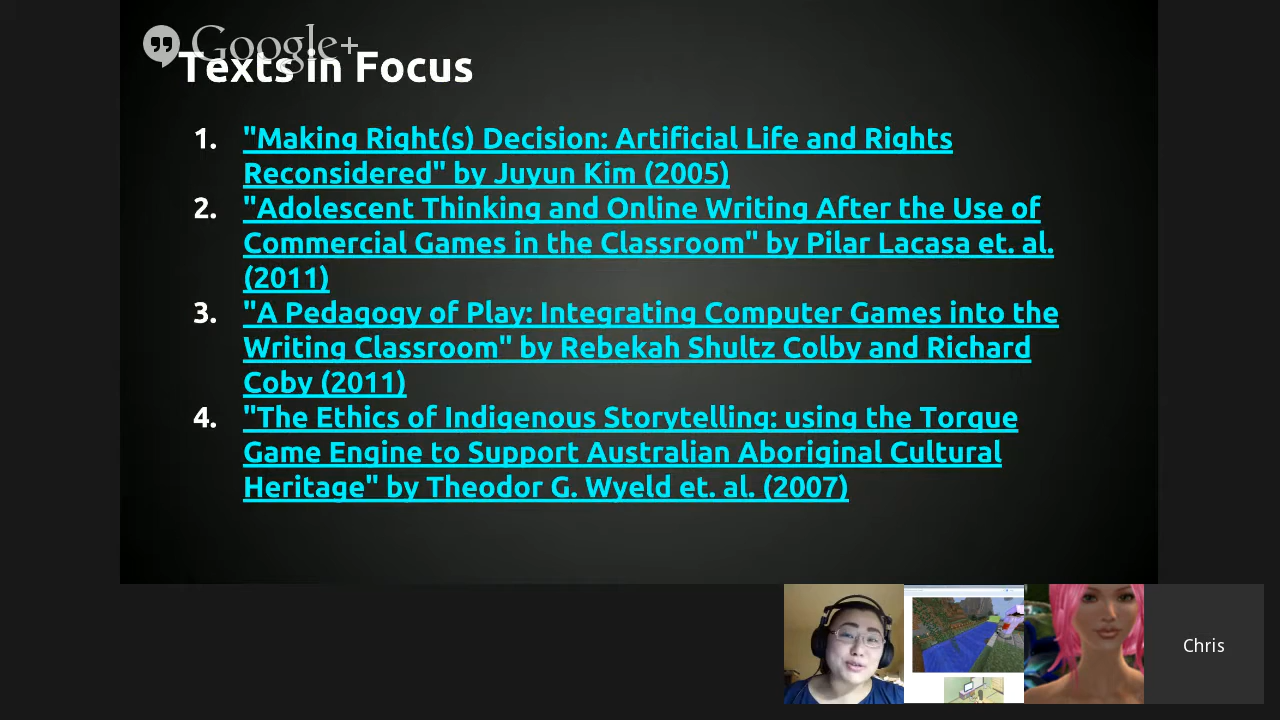 Google+
Texts in Focus
1. "Making Right(s) Decision: Artificial Life and Rights
Reconsidered" by Juyun Kim (2005)
2. "Adolescent Thinking and Online Writing After the Use of
Commercial Games in the Classroom" by Pilar Lacasa et. al.
(2011)
3. "A Pedagogy of Play: Integrating Computer Games into the
Writing Classroom" by Rebekah Shultz Colby and Richard
Coby (2011)
4. "The Ethics of Indigenous Storytelling: using the Torque
Game Engine to Support Australian Aboriginal Cultural
Heritage" by Theodor G. Wyeld et. al. (2007)
Chris